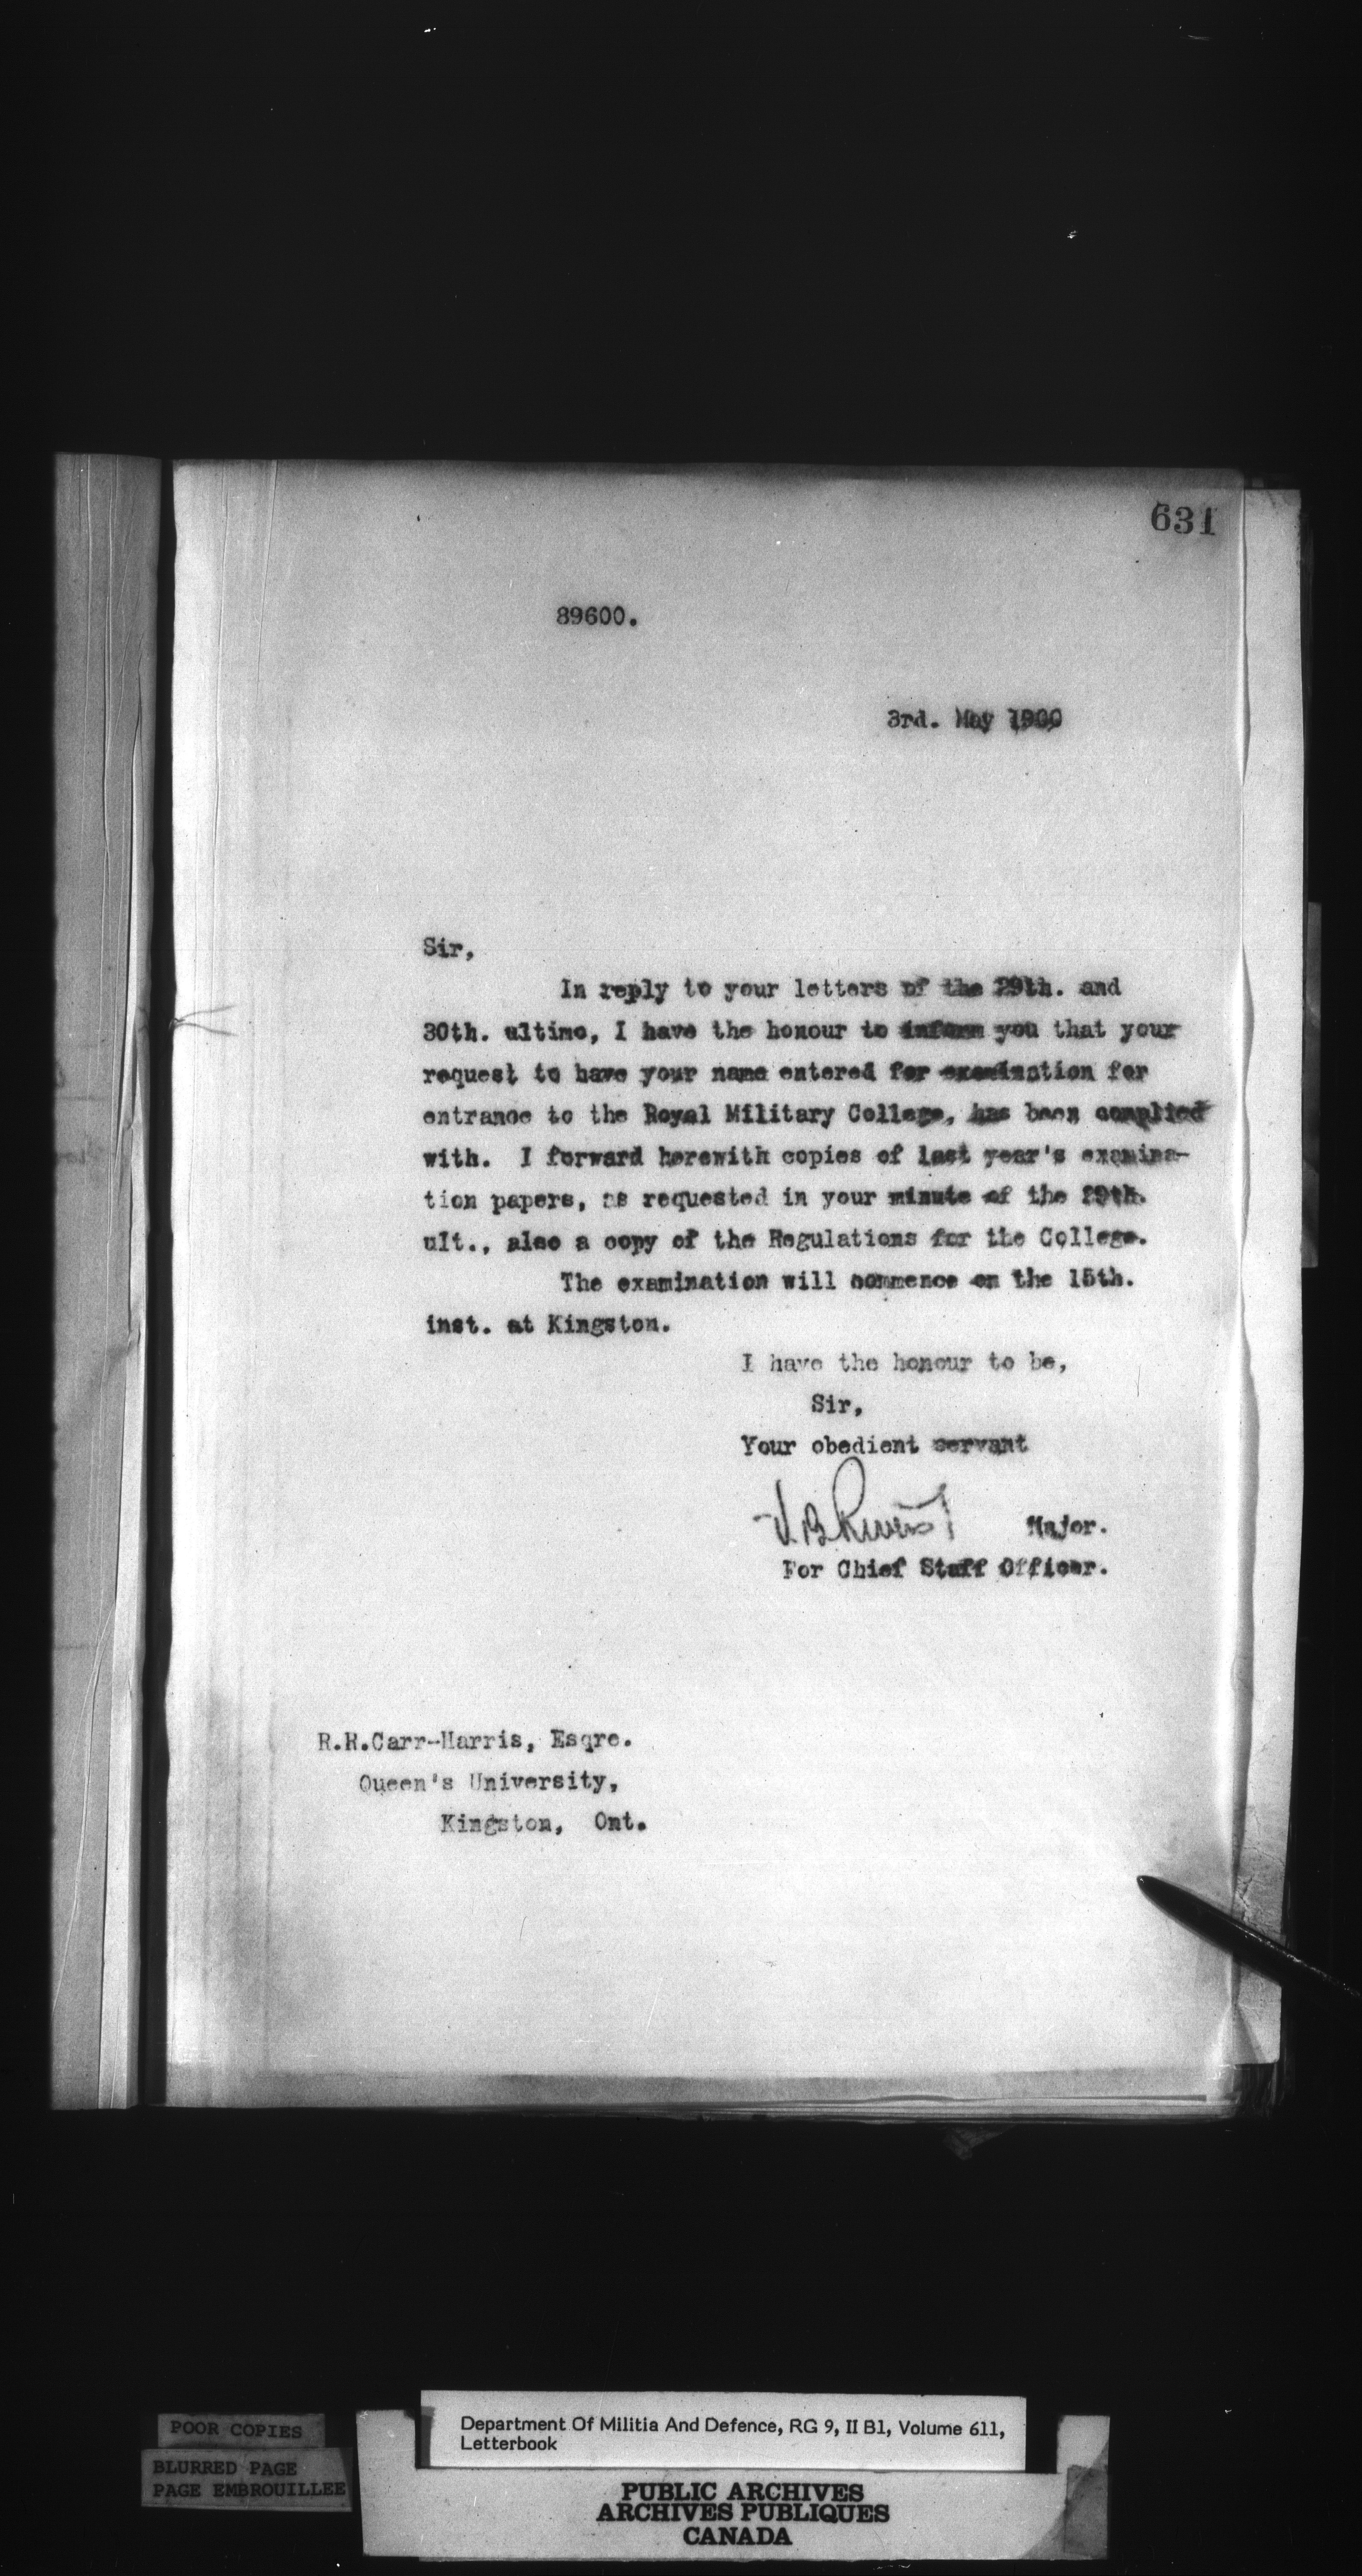 631
89600.
3rd. May 1900
Sir,
In reply to your letters of the 29th. and
30th. ultimo, I have the honour to inform you that your
request to have your name entered for examination for
entrance to the Royal Military College, has been complied
with. I forward herewith copies of last year's examina-
tion papers, as requested in your minute of the 29th.
ult., also a copy of the Regulations for the College.
The examination will commence on the 15th.
inst. at Kingston.
I have the honour to be,
Sir,
Your obedient servant
Major.
For Chief Staff Officer.
R.H.Carr-Harris, Esqre.
Queen's University,
Kingston, Ont.
POOR COPIES
BLURRED PAGE
PAGE EMBROUILLEE
Department Of Militia And Defence, RG 9, II B1, Volume 611,
Letterbook
PUBLIC ARCHIVES
ARCHIVES PUBLIQUES
CANADA